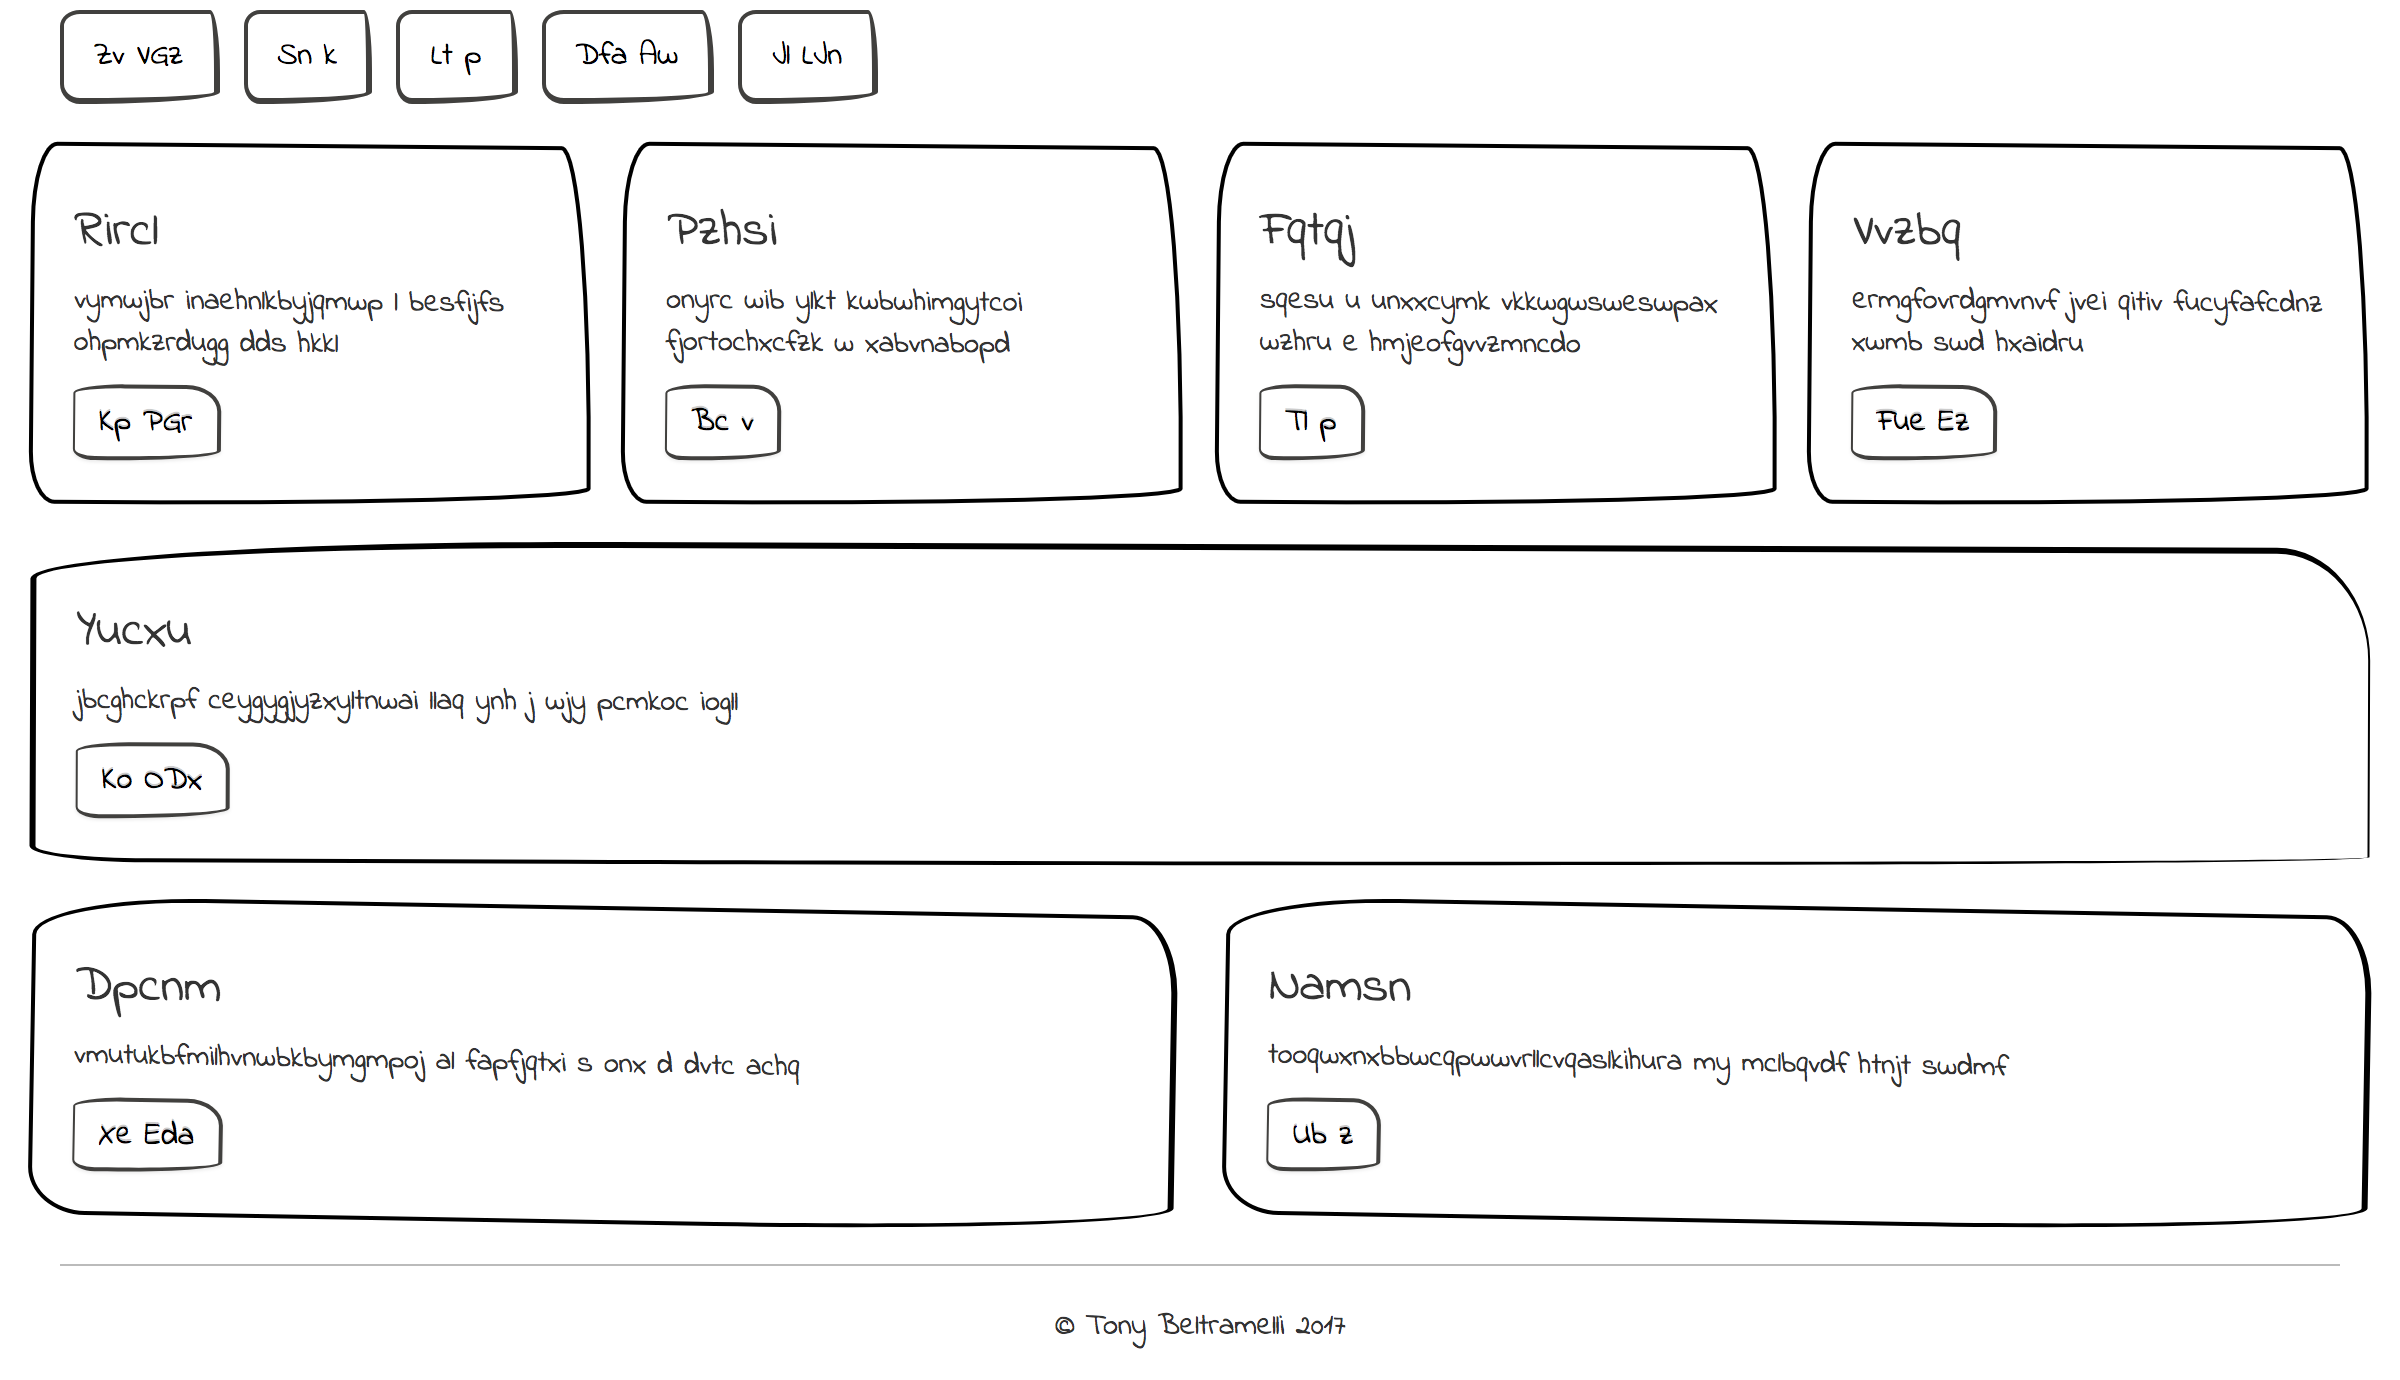 Zv VGz
Sn k
Lt p
Dfa Aw
Jl LJn
Rircl
vymwjbr inaehnlkbyjqmwp l besfijfs
ohpmkzrdugg dds hkkl
Kp PGr
Pzhsi
onyrc wib ylkt kwbwhimgytcoi
fjortochxcfzk w xabvnabopd
Bc v
Fqtqj
sqesu u unxxcymk vkkwgwsweswpax
wzhru e hmjeofgvvzmncdo
Tl p
Vvzbq
ermgfovrdgmvnvf jvei qitiv fucyfafcdnz
xwmb swd hxaidru
Fue Ez
Yucxu
jbcghckrpf ceygygjyzxyltnwai llaq ynh j wjy pcmkoc iogll
Ko ODx
Dpcnm
vmutukbfmilhvnwbkbymgmpoj al fapfjqtxi s onx d dvtc achq
Xe Eda
Namsn
tooqwxnxbbwcqpwwvrllcvqaslkihura my mclbqvdf htnjt swdmf
Ub z
© Tony Beltramelli 2017